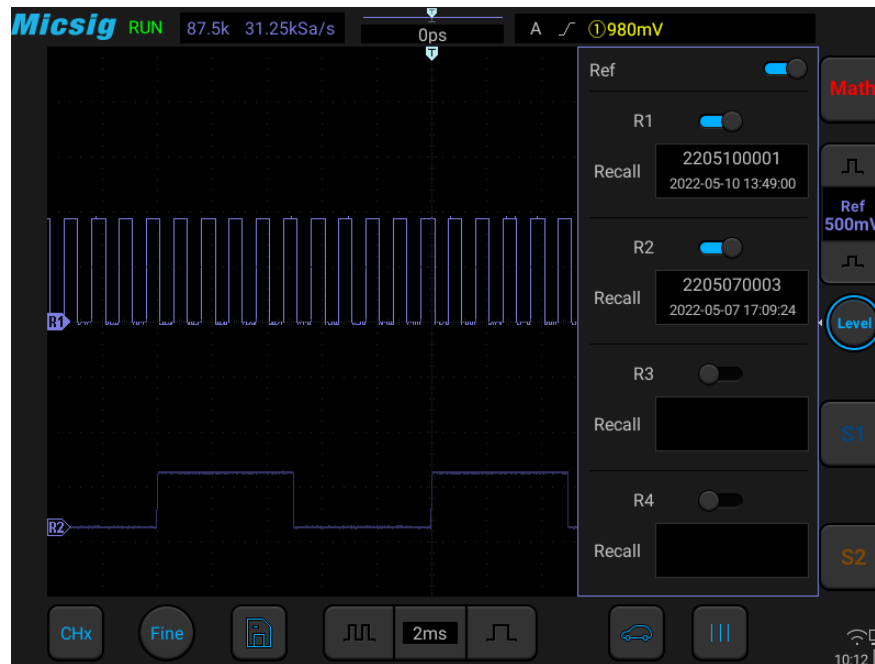 Micsig RUN 87.5k 31.25kSa/s 0ps A ①980mV
T
T
Ref
Math
R1
Recall 2205100001
2022-05-10 13:49:00
Ref
500mV
R2
Recall 2205070003
2022-05-07 17:09:24
R1
Level
R3
Recall
S1
R4
R2
Recall
S2
CHx Fine 2ms
10:12